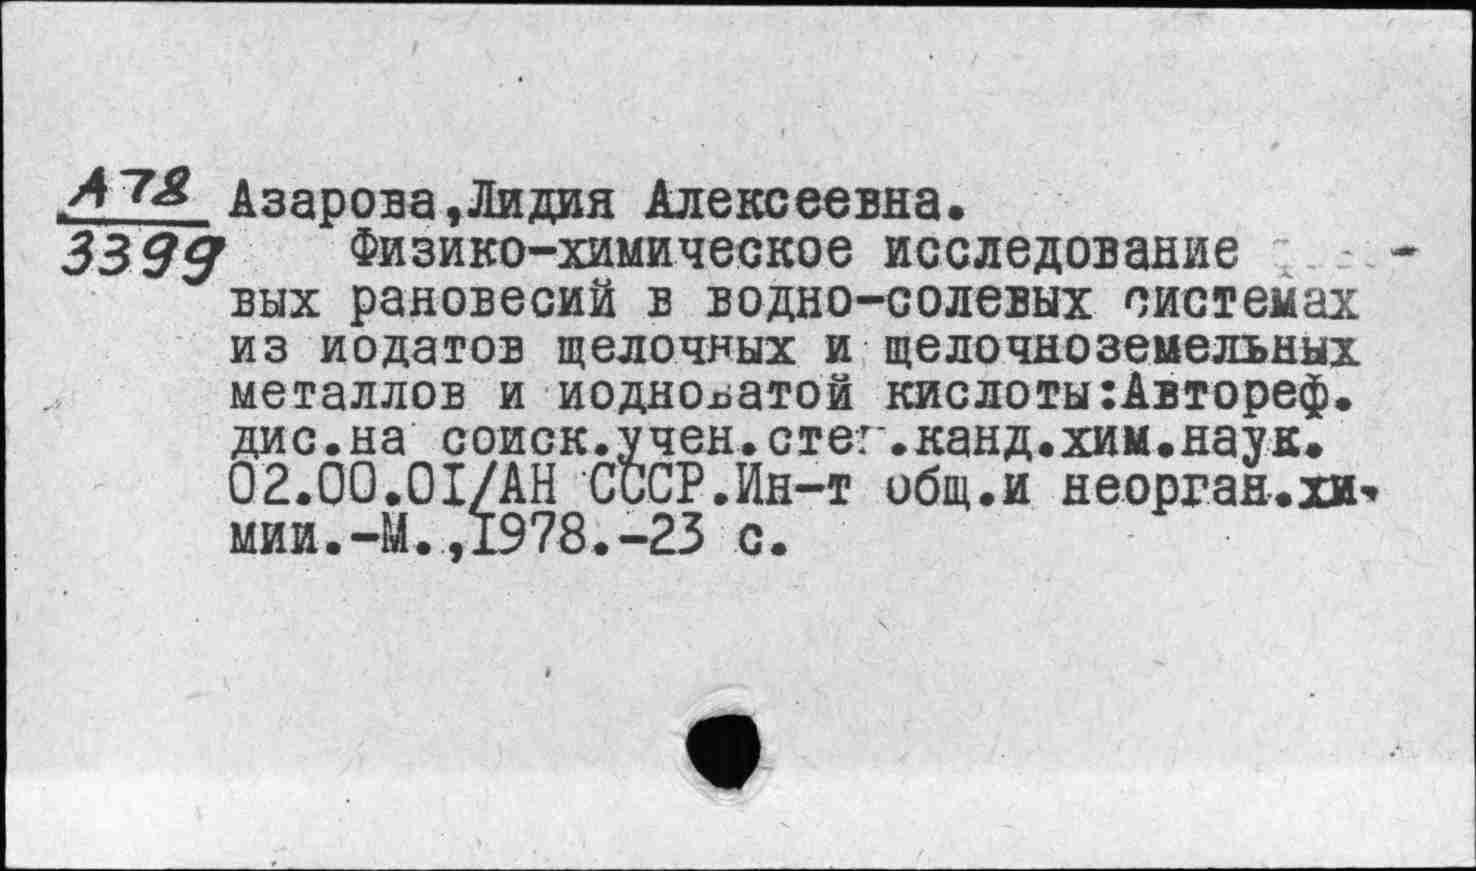 А78 Азарова,Лидия Алексеевна.
3399 Физико-химическое исследование
вых рановесий в водно-солевых системах
из иодатов щелочных и щелочноземельных
металлов и иодноватой кислоты:Автореф.
дис.на соиск.учен.степ.канд.хим.наук.
02.00.01/АН СССР.Ин-т общ.и неорган.хи-
мии.-М.,1978.-23 с.